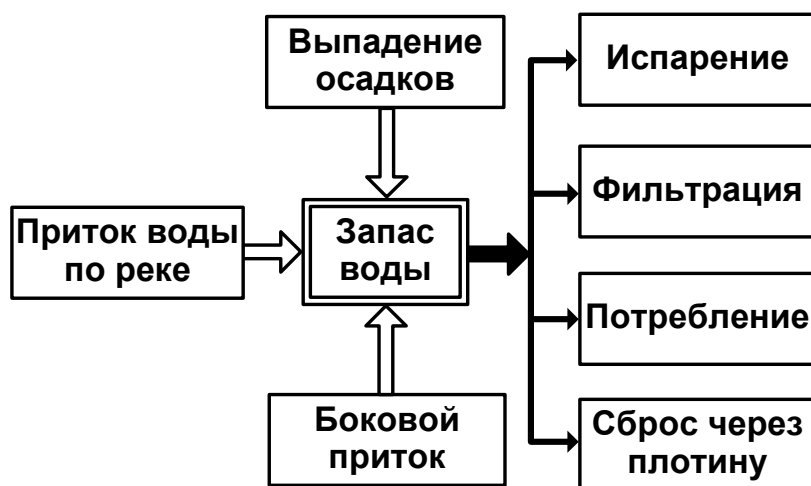 Выпадение
осадков
Испарение
Фильтрация
Приток воды
по реке
Запас
воды
Потребление
Боковой
приток
Сброс через
плотину